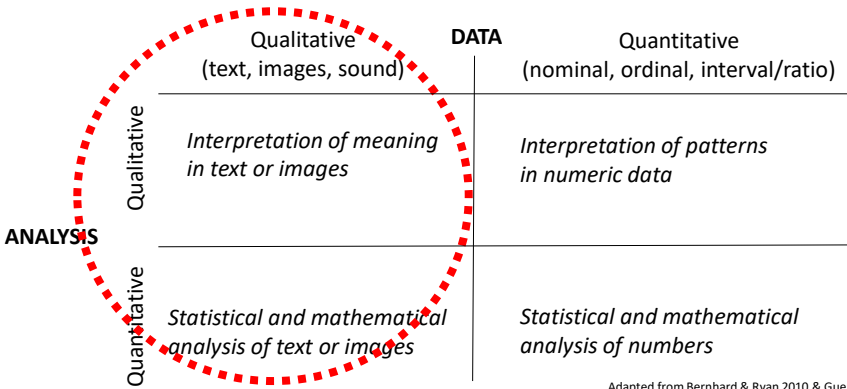 Qualitative
(text, images, sound)
DATA
Quantitative
(nominal, ordinal, interval/ratio)
Qualitative
Interpretation of meaning
in text or images
Interpretation of patterns
in numeric data
ANALYSIS
Quantitative
Statistical and mathematical
analysis of text or images
Statistical and mathematical
analysis of numbers
Adapted from Bernhard & Ryan 2010 &